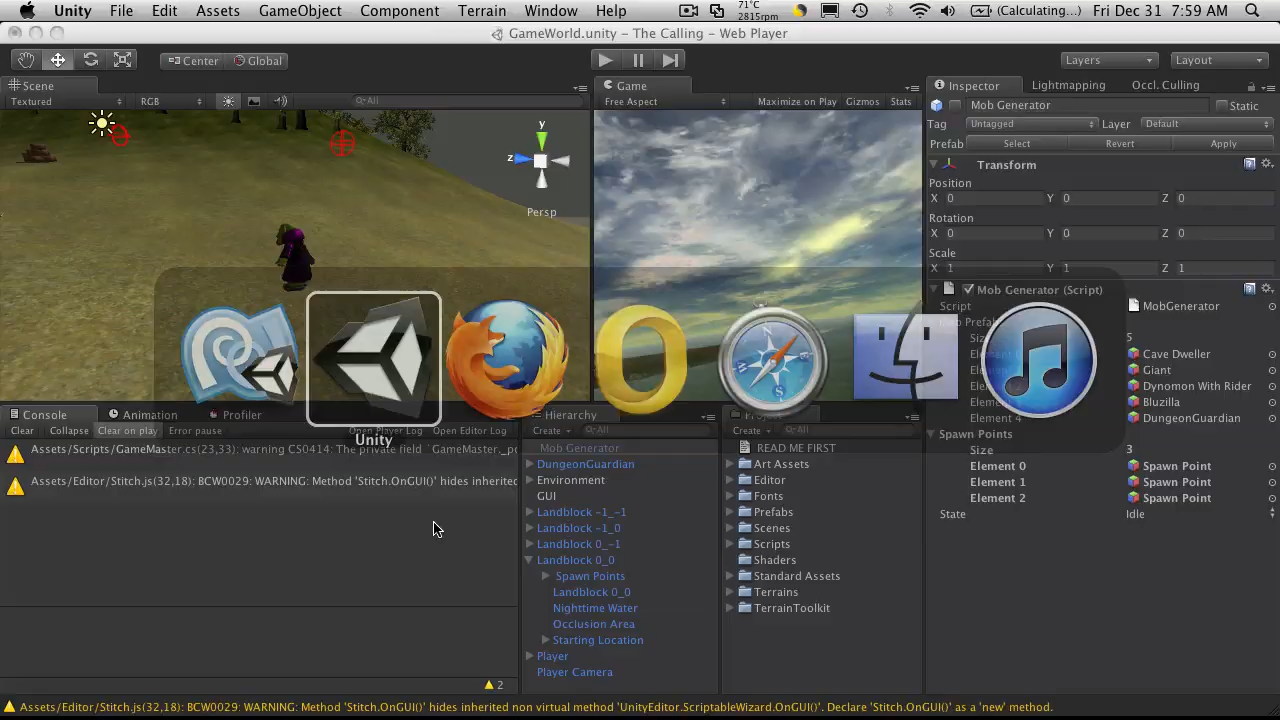 Unity File Edit Assets GameObject Component Terrain Window Help 71°C 2815rpm (Calculating...) Fri Dec 31 7:59 AM
GameWorld.unity - The Calling - Web Player
Center Global Layers Layout
Scene Game Inspector Lightmapping Occl. Culling
Textured RGB All Free Aspect Maximize on Play Gizmos Stats Mob Generator Static
Tag Untagged Layer Default
Prefab Select Revert Apply
y
z
Persp
Transform
Position
X 0 Y 0 Z 0
Rotation
X 0 Y 0 Z 0
Scale
X 1 Y 1 Z 1
Mob Generator (Script)
Script MobGenerator
5
Cave Dweller
Giant
Dynomon With Rider
Bluzilla
Element 4 DungeonGuardian
Spawn Points
Size 3
Element 0 Spawn Point
Element 1 Spawn Point
Element 2 Spawn Point
State Idle
Unity
Console Animation Profiler Hierarchy
Clear Collapse Clear on play Error pause Open Player Log Open Editor Log Create All Create All
Assets/Scripts/GameMaster.cs(23,33): warning CS0414: The private field `GameMaster._po
Assets/Editor/Stitch.js(32,18): BCW0029: WARNING: Method 'Stitch.OnGUI()' hides inherited
2
Mob Generator
DungeonGuardian
Environment
GUI
Landblock -1_-1
Landblock -1_0
Landblock 0_-1
Landblock 0_0
Spawn Points
Landblock 0_0
Nighttime Water
Occlusion Area
Starting Location
Player
Player Camera
READ ME FIRST
Art Assets
Editor
Fonts
Prefabs
Scenes
Scripts
Shaders
Standard Assets
Terrains
TerrainToolkit
Assets/Editor/Stitch.js(32,18): BCW0029: WARNING: Method 'Stitch.OnGUI()' hides inherited non virtual method 'UnityEditor.ScriptableWizard.OnGUI()'. Declare 'Stitch.OnGUI()' as a 'new' method.